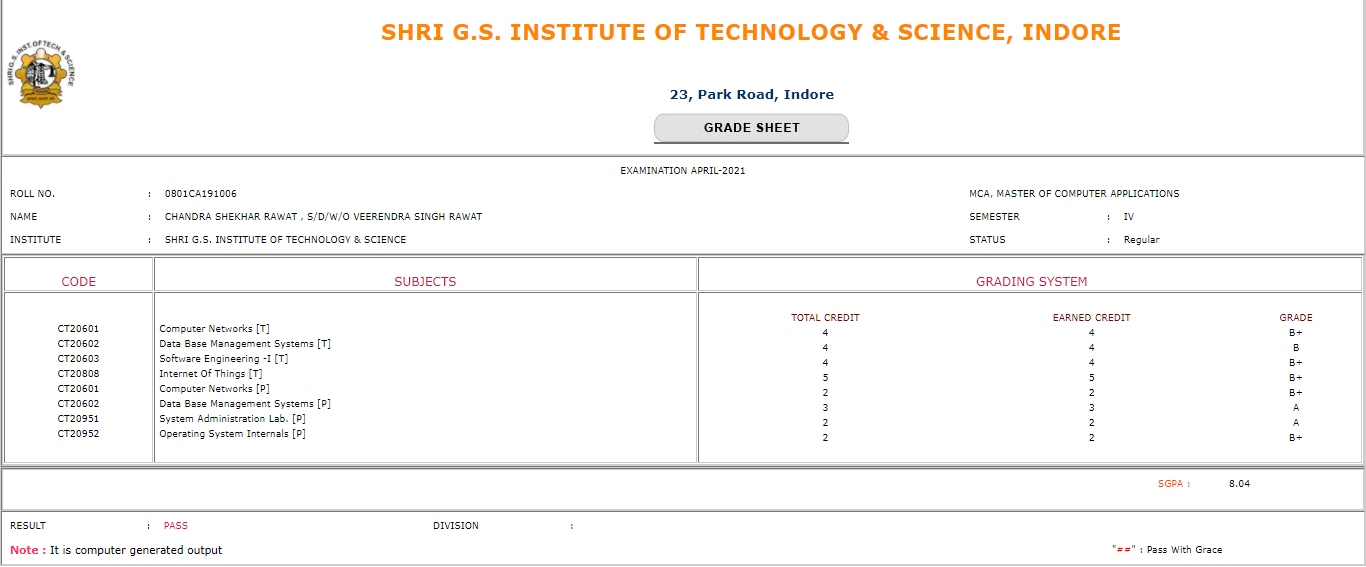 SHRI G.S. INSTITUTE OF TECHNOLOGY & SCIENCE, INDORE
SHRI G.S. INST. OF TECH. & SCIENCE
23, Park Road, Indore
GRADE SHEET
EXAMINATION APRIL-2021
ROLL NO. : 0801CA191006 MCA, MASTER OF COMPUTER APPLICATIONS
NAME : CHANDRA SHEKHAR RAWAT , S/D/W/O VEERENDRA SINGH RAWAT SEMESTER : IV
INSTITUTE : SHRI G.S. INSTITUTE OF TECHNOLOGY & SCIENCE STATUS : Regular
CODE SUBJECTS GRADING SYSTEM
TOTAL CREDIT EARNED CREDIT GRADE
CT20601 Computer Networks [T] 4 4 B+
CT20602 Data Base Management Systems [T] 4 4 B
CT20603 Software Engineering -I [T] 4 4 B+
CT20808 Internet Of Things [T] 5 5 B+
CT20601 Computer Networks [P] 2 2 B+
CT20602 Data Base Management Systems [P] 3 3 A
CT20951 System Administration Lab. [P] 2 2 A
CT20952 Operating System Internals [P] 2 2 B+
SGPA : 8.04
RESULT : PASS DIVISION :
Note : It is computer generated output "##" : Pass With Grace